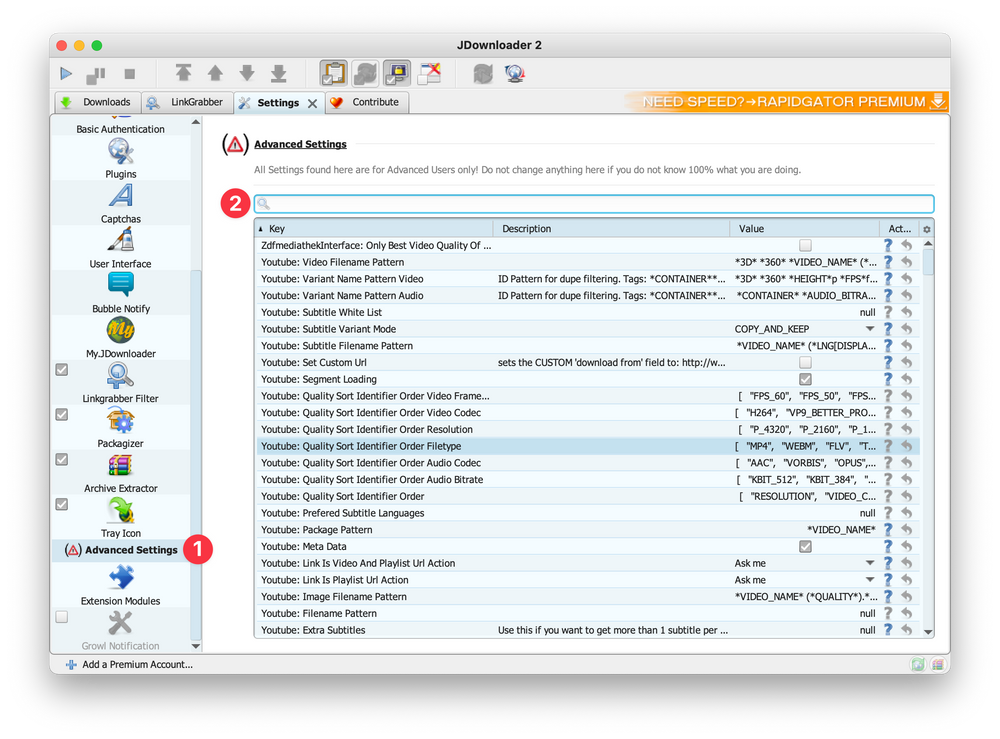 JDownloader 2
Downloads LinkGrabber Settings Contribute NEED SPEED?→RAPIDGATOR PREMIUM
Basic Authentication
Plugins
Captchas
User Interface
Bubble Notify
My
My.JDownloader
Linkgrabber Filter
Packagizer
Archive Extractor
Tray Icon
Advanced Settings 1
Extension Modules
Growl Notification
Advanced Settings
All Settings found here are for Advanced Users only! Do not change anything here if you do not know 100% what you are doing.
2
Key Description Value Act...
ZdfmediathekInterface: Only Best Video Quality Of ...
Youtube: Video Filename Pattern *3D* *360* *VIDEO_NAME* (*...
Youtube: Variant Name Pattern Video ID Pattern for dupe filtering. Tags: *CONTAINER**... *3D* *360* *HEIGHT*p *FPS*f...
Youtube: Variant Name Pattern Audio ID Pattern for dupe filtering. Tags: *CONTAINER**... *CONTAINER* *AUDIO_BITRA...
Youtube: Subtitle White List null
Youtube: Subtitle Variant Mode COPY_AND_KEEP
Youtube: Subtitle Filename Pattern *VIDEO_NAME* (*LNG[DISPLA...
Youtube: Set Custom Url sets the CUSTOM 'download from' field to: http://w...
Youtube: Segment Loading
Youtube: Quality Sort Identifier Order Video Frame... [ "FPS_60", "FPS_50", "FPS...
Youtube: Quality Sort Identifier Order Video Codec [ "H264", "VP9_BETTER_PRO...
Youtube: Quality Sort Identifier Order Resolution [ "P_4320", "P_2160", "P_1...
Youtube: Quality Sort Identifier Order Filetype [ "MP4", "WEBM", "FLV", "T...
Youtube: Quality Sort Identifier Order Audio Codec [ "AAC", "VORBIS", "OPUS",...
Youtube: Quality Sort Identifier Order Audio Bitrate [ "KBIT_512", "KBIT_384", "...
Youtube: Quality Sort Identifier Order [ "RESOLUTION", "VIDEO_C...
Youtube: Prefered Subtitle Languages null
Youtube: Package Pattern *VIDEO_NAME*
Youtube: Meta Data
Youtube: Link Is Video And Playlist Url Action Ask me
Youtube: Link Is Playlist Url Action Ask me
Youtube: Image Filename Pattern *VIDEO_NAME* (*QUALITY*).*...
Youtube: Filename Pattern null
Youtube: Extra Subtitles Use this if you want to get more than 1 subtitle per ... null
Add a Premium Account...